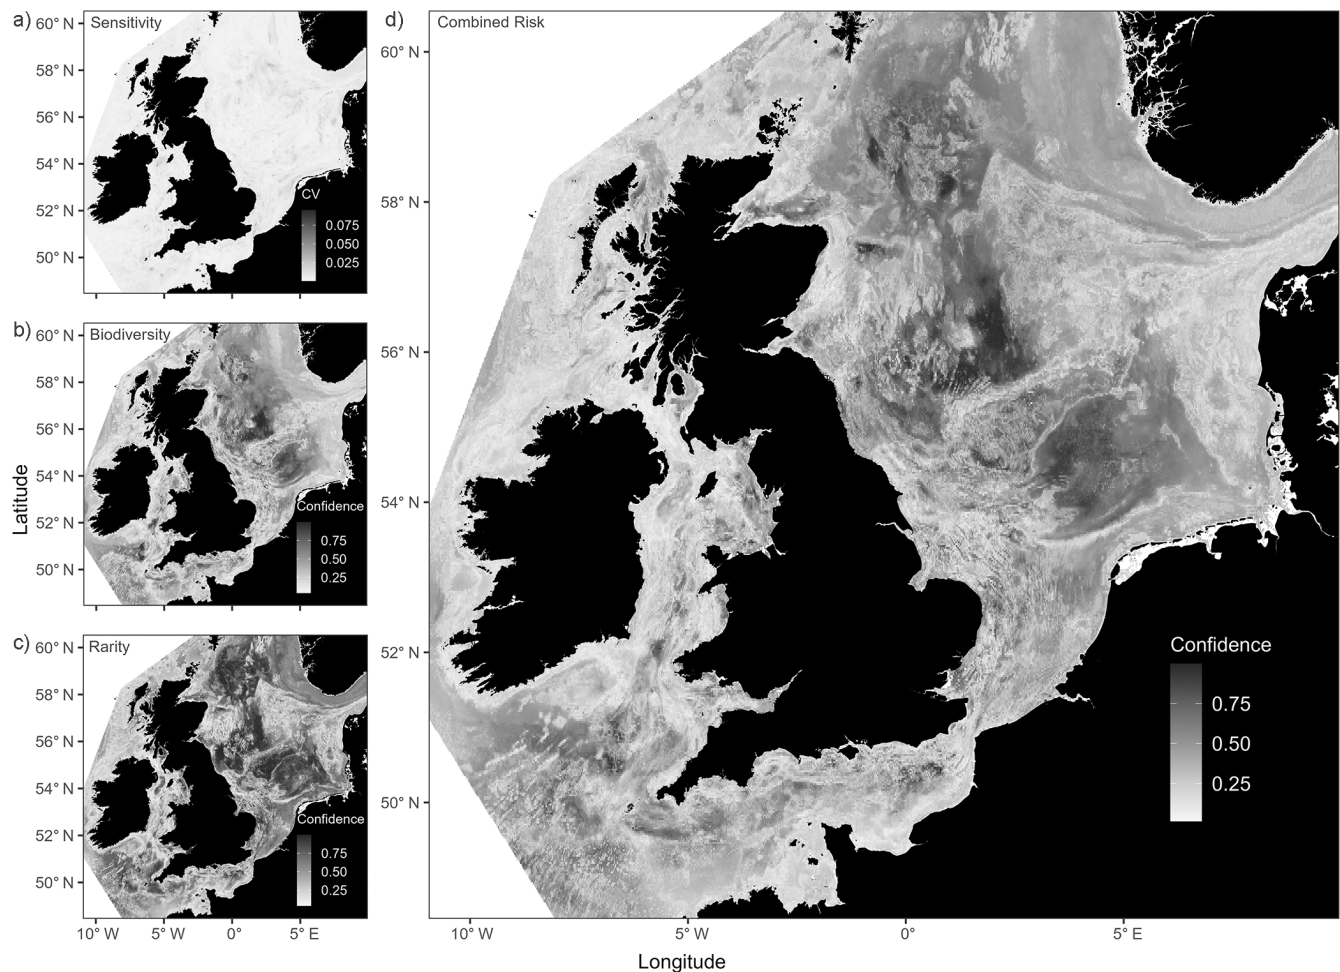 a)
Sensitivity
60° N
58° N
56° N
54° N
52° N
50° N
CV
0.075
0.050
0.025
b)
Biodiversity
60° N
58° N
56° N
54° N
52° N
50° N
Confidence
0.75
0.50
0.25
c)
Rarity
60° N
58° N
56° N
54° N
52° N
50° N
Confidence
0.75
0.50
0.25
10° W 5° W 0° 5° E
Latitude
d)
Combined Risk
60° N
58° N
56° N
54° N
52° N
50° N
Confidence
0.75
0.50
0.25
10° W 5° W 0° 5° E
Longitude